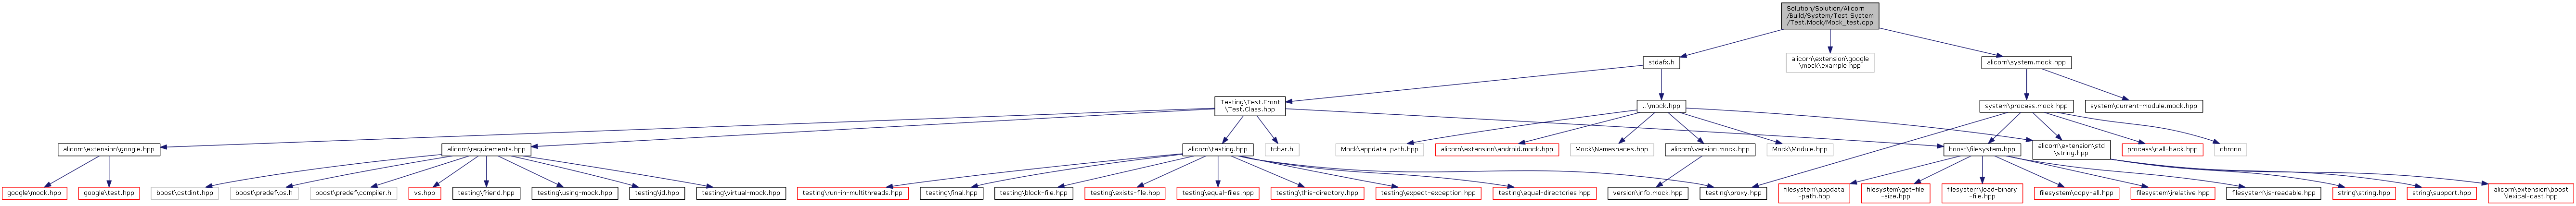 Solution/Solution/Alicorn
/Build/System/Test.System
/Test.Mock/Mock_test.cpp
stdafx.h
alicorn\extension\google
\mock\example.hpp
alicorn\system.mock.hpp
Testing\Test.Front
\Test.Class.hpp
..\mock.hpp
system\process.mock.hpp
system\current-module.mock.hpp
alicorn\extension\google.hpp
alicorn\requirements.hpp
alicorn\testing.hpp
tchar.h
Mock\appdata_path.hpp
alicorn\extension\android.mock.hpp
Mock\Namespaces.hpp
alicorn\version.mock.hpp
Mock\Module.hpp
boost\filesystem.hpp
alicorn\extension\std
\string.hpp
process\call-back.hpp
chrono
google\mock.hpp
google\test.hpp
boost\cstdint.hpp
boost\predef\os.h
boost\predef\compiler.h
vs.hpp
testing\friend.hpp
testing\using-mock.hpp
testing\id.hpp
testing\virtual-mock.hpp
testing\run-in-multithreads.hpp
testing\final.hpp
testing\block-file.hpp
testing\exists-file.hpp
testing\equal-files.hpp
testing\this-directory.hpp
testing\expect-exception.hpp
testing\equal-directories.hpp
version\nfo.mock.hpp
testing\proxy.hpp
filesystem\appdata
-path.hpp
filesystem\get-file
-size.hpp
filesystem\load-binary
-file.hpp
filesystem\copy-all.hpp
filesystem\relative.hpp
filesystem\is-readable.hpp
string\string.hpp
string\support.hpp
alicorn\extension\boost
\lexical-cast.hpp